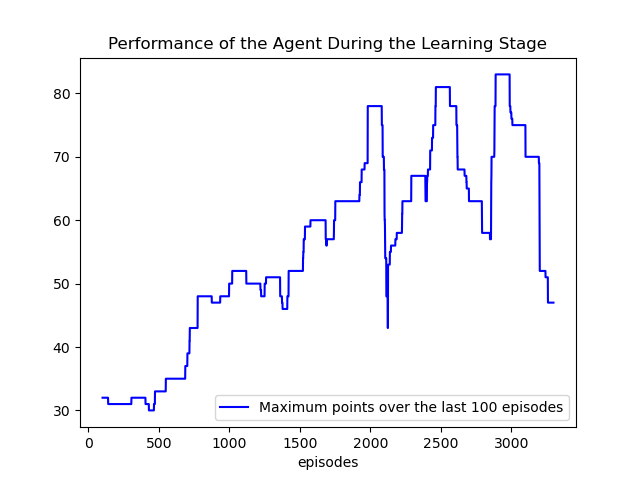 Performance of the Agent During the Learning Stage
80
70
60
50
40
30
Maximum points over the last 100 episodes
0 500 1000 1500 2000 2500 3000
episodes